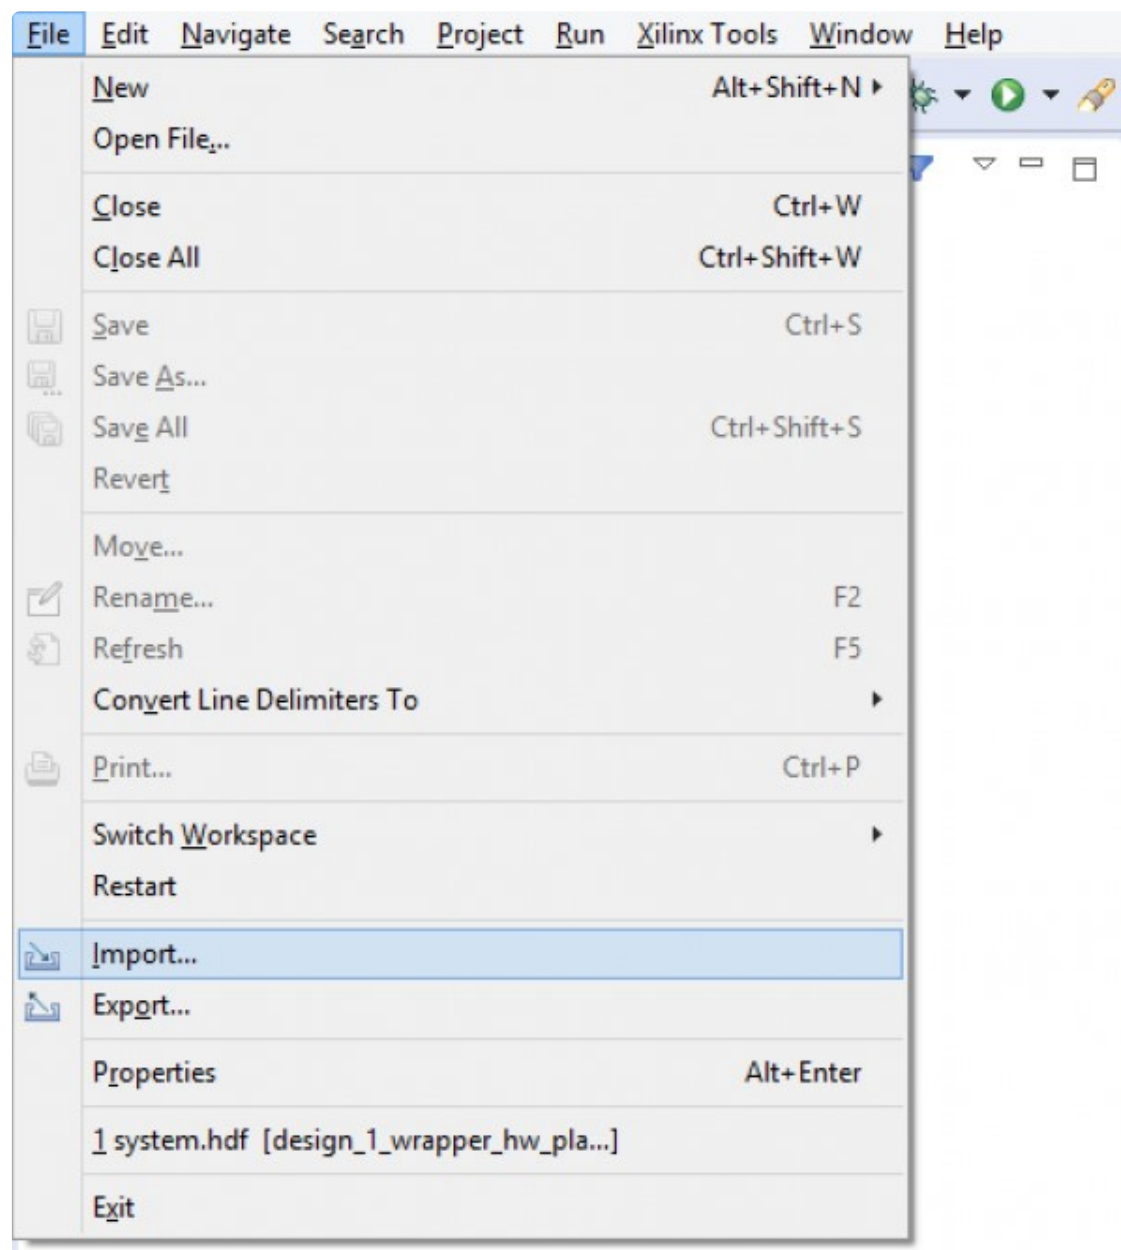 File Edit Navigate Search Project Run Xilinx Tools Window Help
New Alt+Shift+N
Open File...
Close Ctrl+W
Close All Ctrl+Shift+W
Save Ctrl+S
Save As...
Save All Ctrl+Shift+S
Revert
Move...
Rename... F2
Refresh F5
Convert Line Delimiters To
Print... Ctrl+P
Switch Workspace
Restart
Import...
Export...
Properties Alt+Enter
1 system.hdf [design_1_wrapper_hw_pla...]
Exit